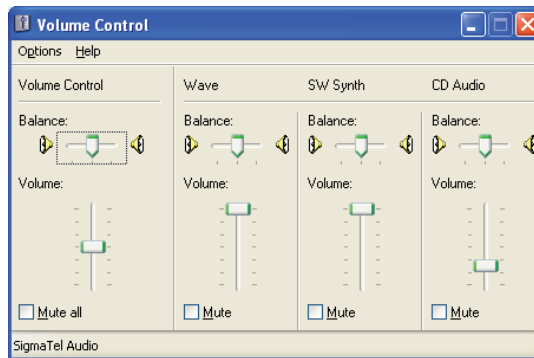 Volume Control
Options Help
Volume Control Wave SW Synth CD Audio
Balance: Balance: Balance: Balance:
Volume: Volume: Volume: Volume:
Mute all Mute Mute Mute
SigmaTel Audio